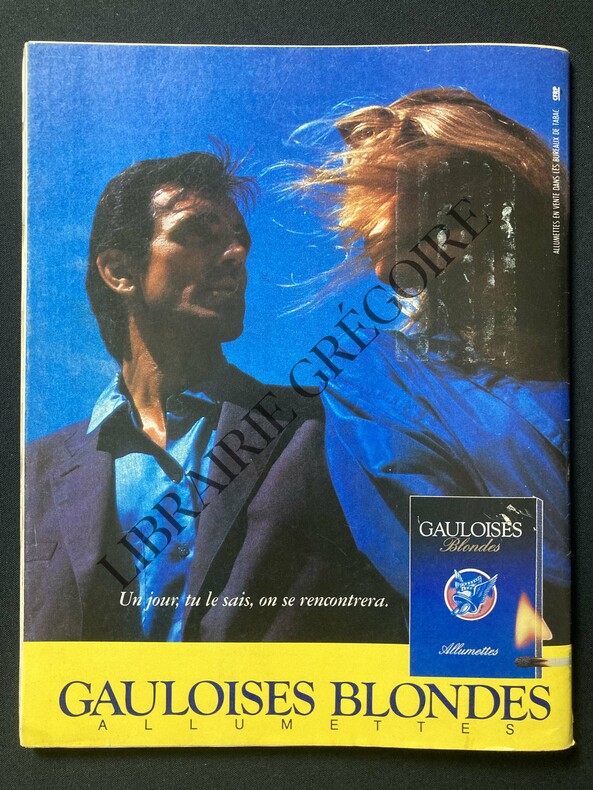 ALLUMETTES EN VENTE DANS LES BUREAUX DE TABAC
LIBRAIRIE GRÉGOIRE
GAULOISES
Blondes
Allumettes
Un jour, tu le sais, on se rencontrera.
GAULOISES BLONDES
ALLUMETTES